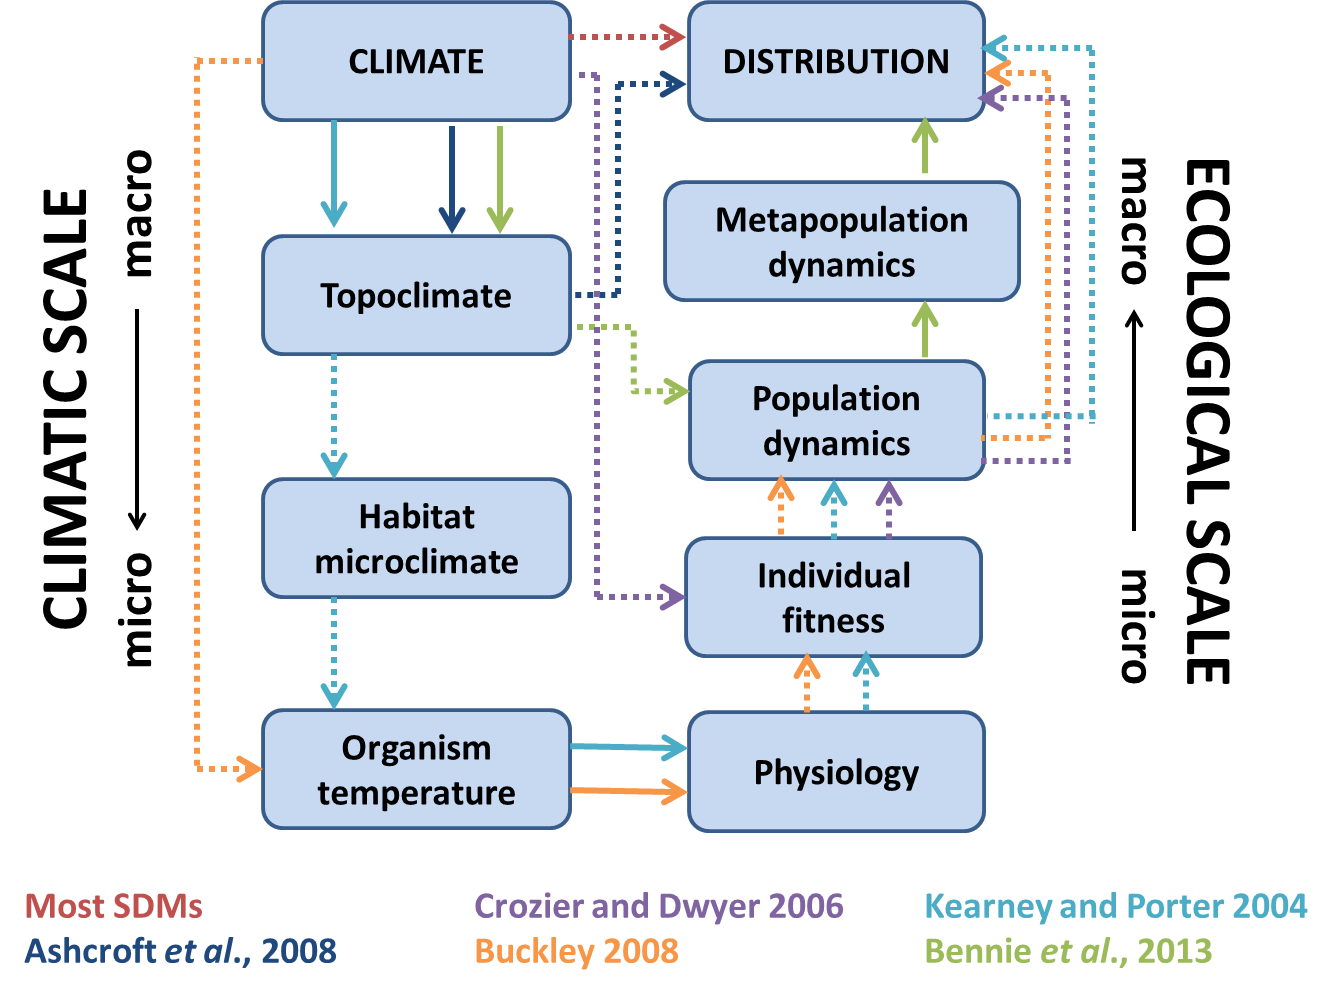 CLIMATE
DISTRIBUTION
Metapopulation
dynamics
Topoclimate
Population
dynamics
Habitat
microclimate
Individual
fitness
Organism
temperature
Physiology
CLIMATIC SCALE
macro
micro
ECOLOGICAL SCALE
macro
micro
Most SDMs
Crozier and Dwyer 2006
Kearney and Porter 2004
Ashcroft et al., 2008
Buckley 2008
Bennie et al., 2013